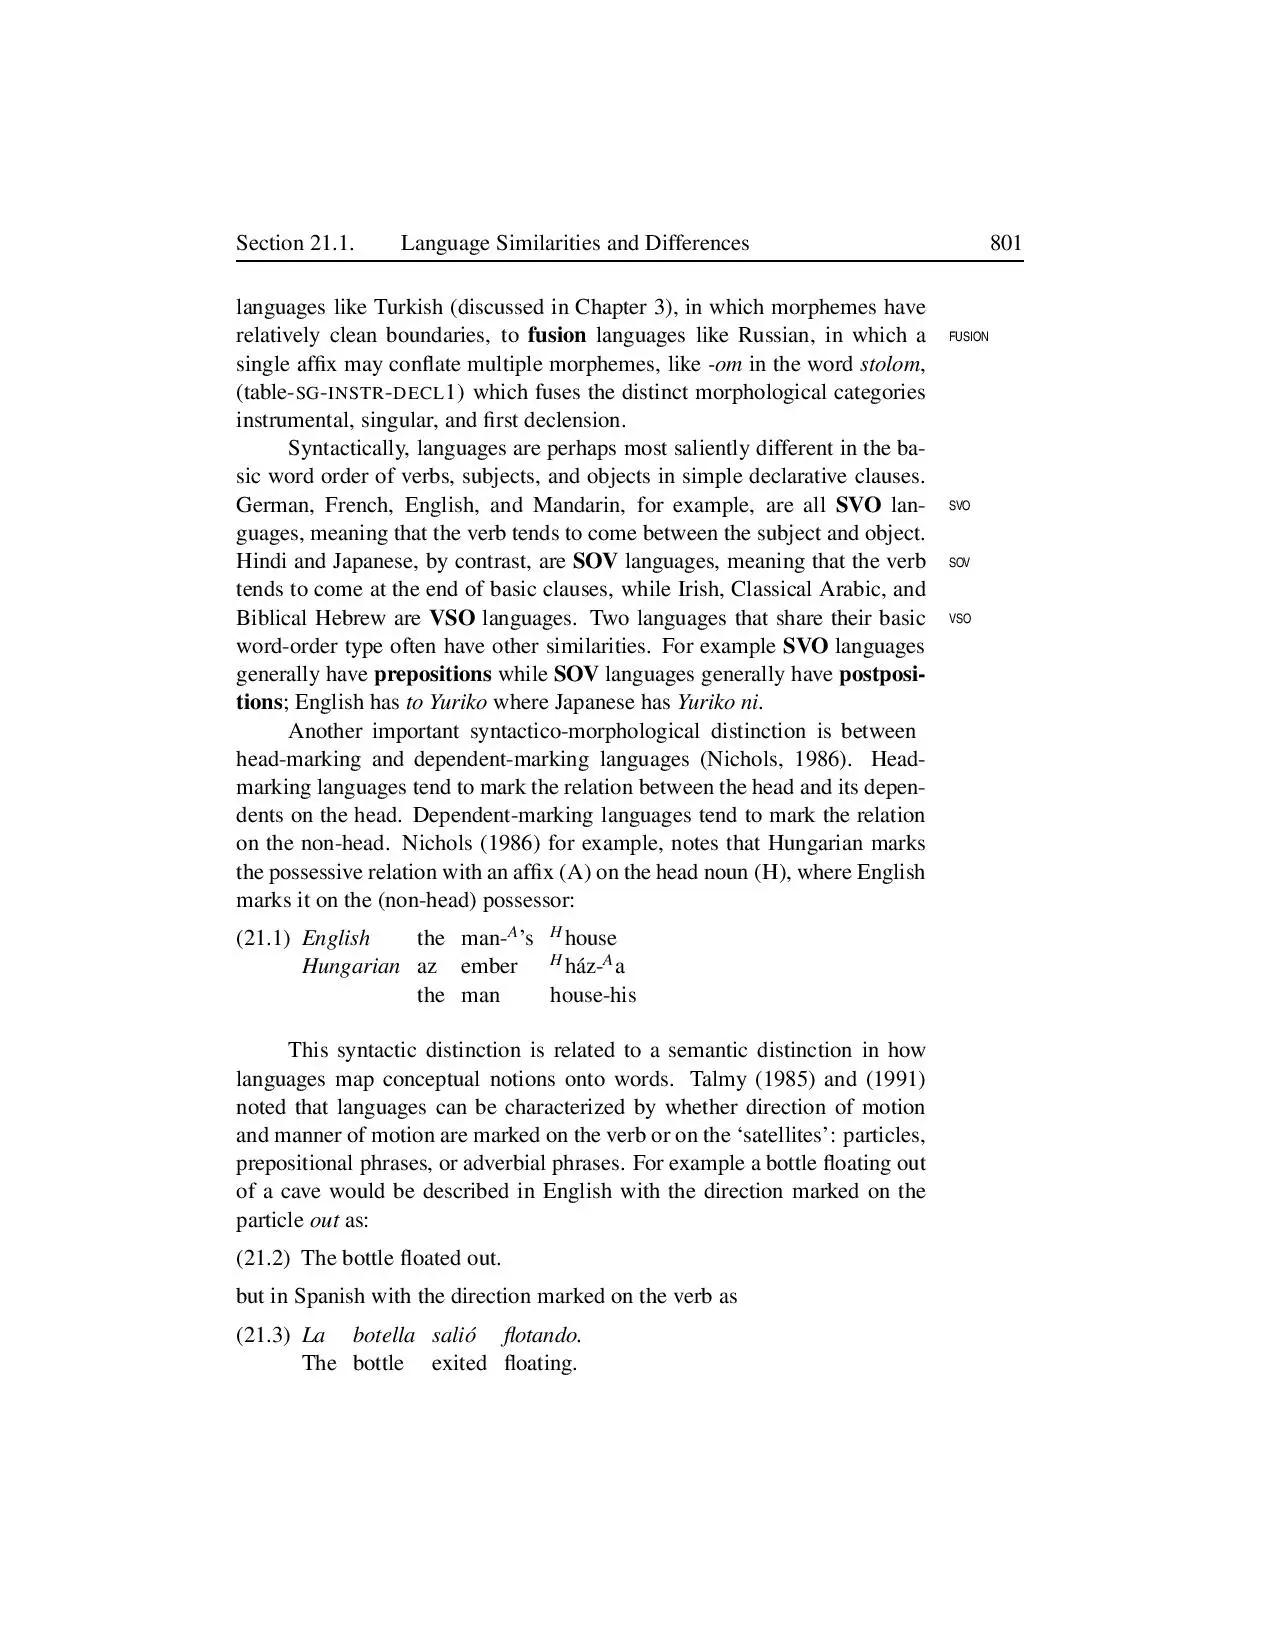 Section 21.1. Language Similarities and Differences 801
languages like Turkish (discussed in Chapter 3), in which morphemes have
relatively clean boundaries, to fusion languages like Russian, in which a FUSION
single affix may conflate multiple morphemes, like -om in the word stolom,
(table-SG-INSTR-DECL1) which fuses the distinct morphological categories
instrumental, singular, and first declension.
Syntactically, languages are perhaps most saliently different in the ba-
sic word order of verbs, subjects, and objects in simple declarative clauses.
German, French, English, and Mandarin, for example, are all SVO lan- SVO
guages, meaning that the verb tends to come between the subject and object.
Hindi and Japanese, by contrast, are SOV languages, meaning that the verb SOV
tends to come at the end of basic clauses, while Irish, Classical Arabic, and
Biblical Hebrew are VSO languages. Two languages that share their basic VSO
word-order type often have other similarities. For example SVO languages
generally have prepositions while SOV languages generally have postposi-
tions; English has to Yuriko where Japanese has Yuriko ni.
Another important syntactico-morphological distinction is between
head-marking and dependent-marking languages (Nichols, 1986). Head-
marking languages tend to mark the relation between the head and its depen-
dents on the head. Dependent-marking languages tend to mark the relation
on the non-head. Nichols (1986) for example, notes that Hungarian marks
the possessive relation with an affix (A) on the head noun (H), where English
marks it on the (non-head) possessor:
(21.1) English the man-A's Hhouse
Hungarian az ember Hház-Aa
the man house-his
This syntactic distinction is related to a semantic distinction in how
languages map conceptual notions onto words. Talmy (1985) and (1991)
noted that languages can be characterized by whether direction of motion
and manner of motion are marked on the verb or on the ‘satellites’: particles,
prepositional phrases, or adverbial phrases. For example a bottle floating out
of a cave would be described in English with the direction marked on the
particle out as:
(21.2) The bottle floated out.
but in Spanish with the direction marked on the verb as
(21.3) La botella salió flotando.
The bottle exited floating.